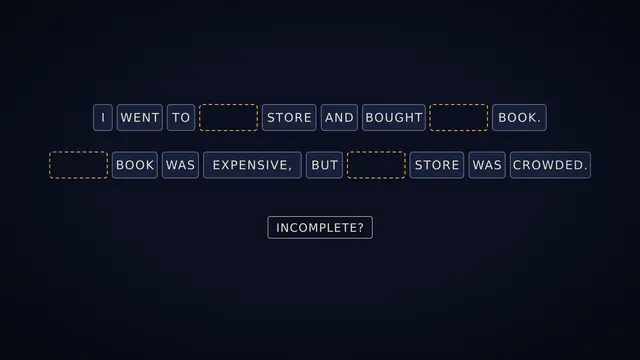 I WENT TO STORE AND BOUGHT BOOK.
BOOK WAS EXPENSIVE, BUT STORE WAS CROWDED.
INCOMPLETE?